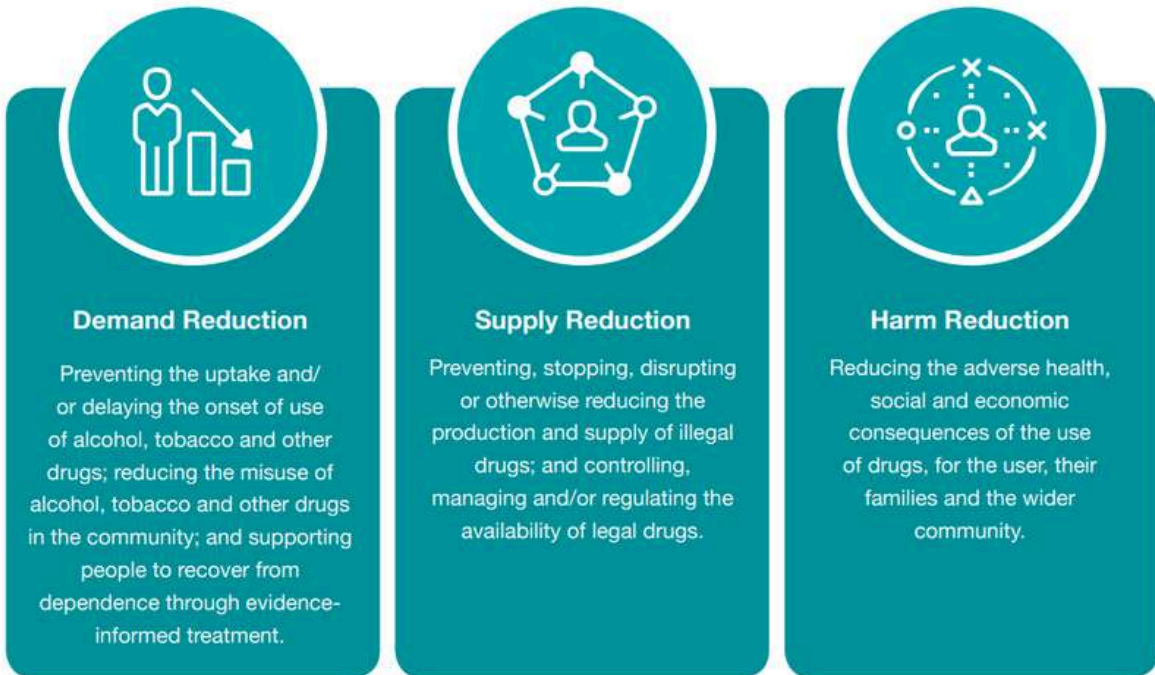 Demand Reduction
Preventing the uptake and/
or delaying the onset of use
of alcohol, tobacco and other
drugs; reducing the misuse of
alcohol, tobacco and other drugs
in the community; and supporting
people to recover from
dependence through evidence-
informed treatment.
Supply Reduction
Preventing, stopping, disrupting
or otherwise reducing the
production and supply of illegal
drugs; and controlling,
managing and/or regulating the
availability of legal drugs.
Harm Reduction
Reducing the adverse health,
social and economic
consequences of the use
of drugs, for the user, their
families and the wider
community.